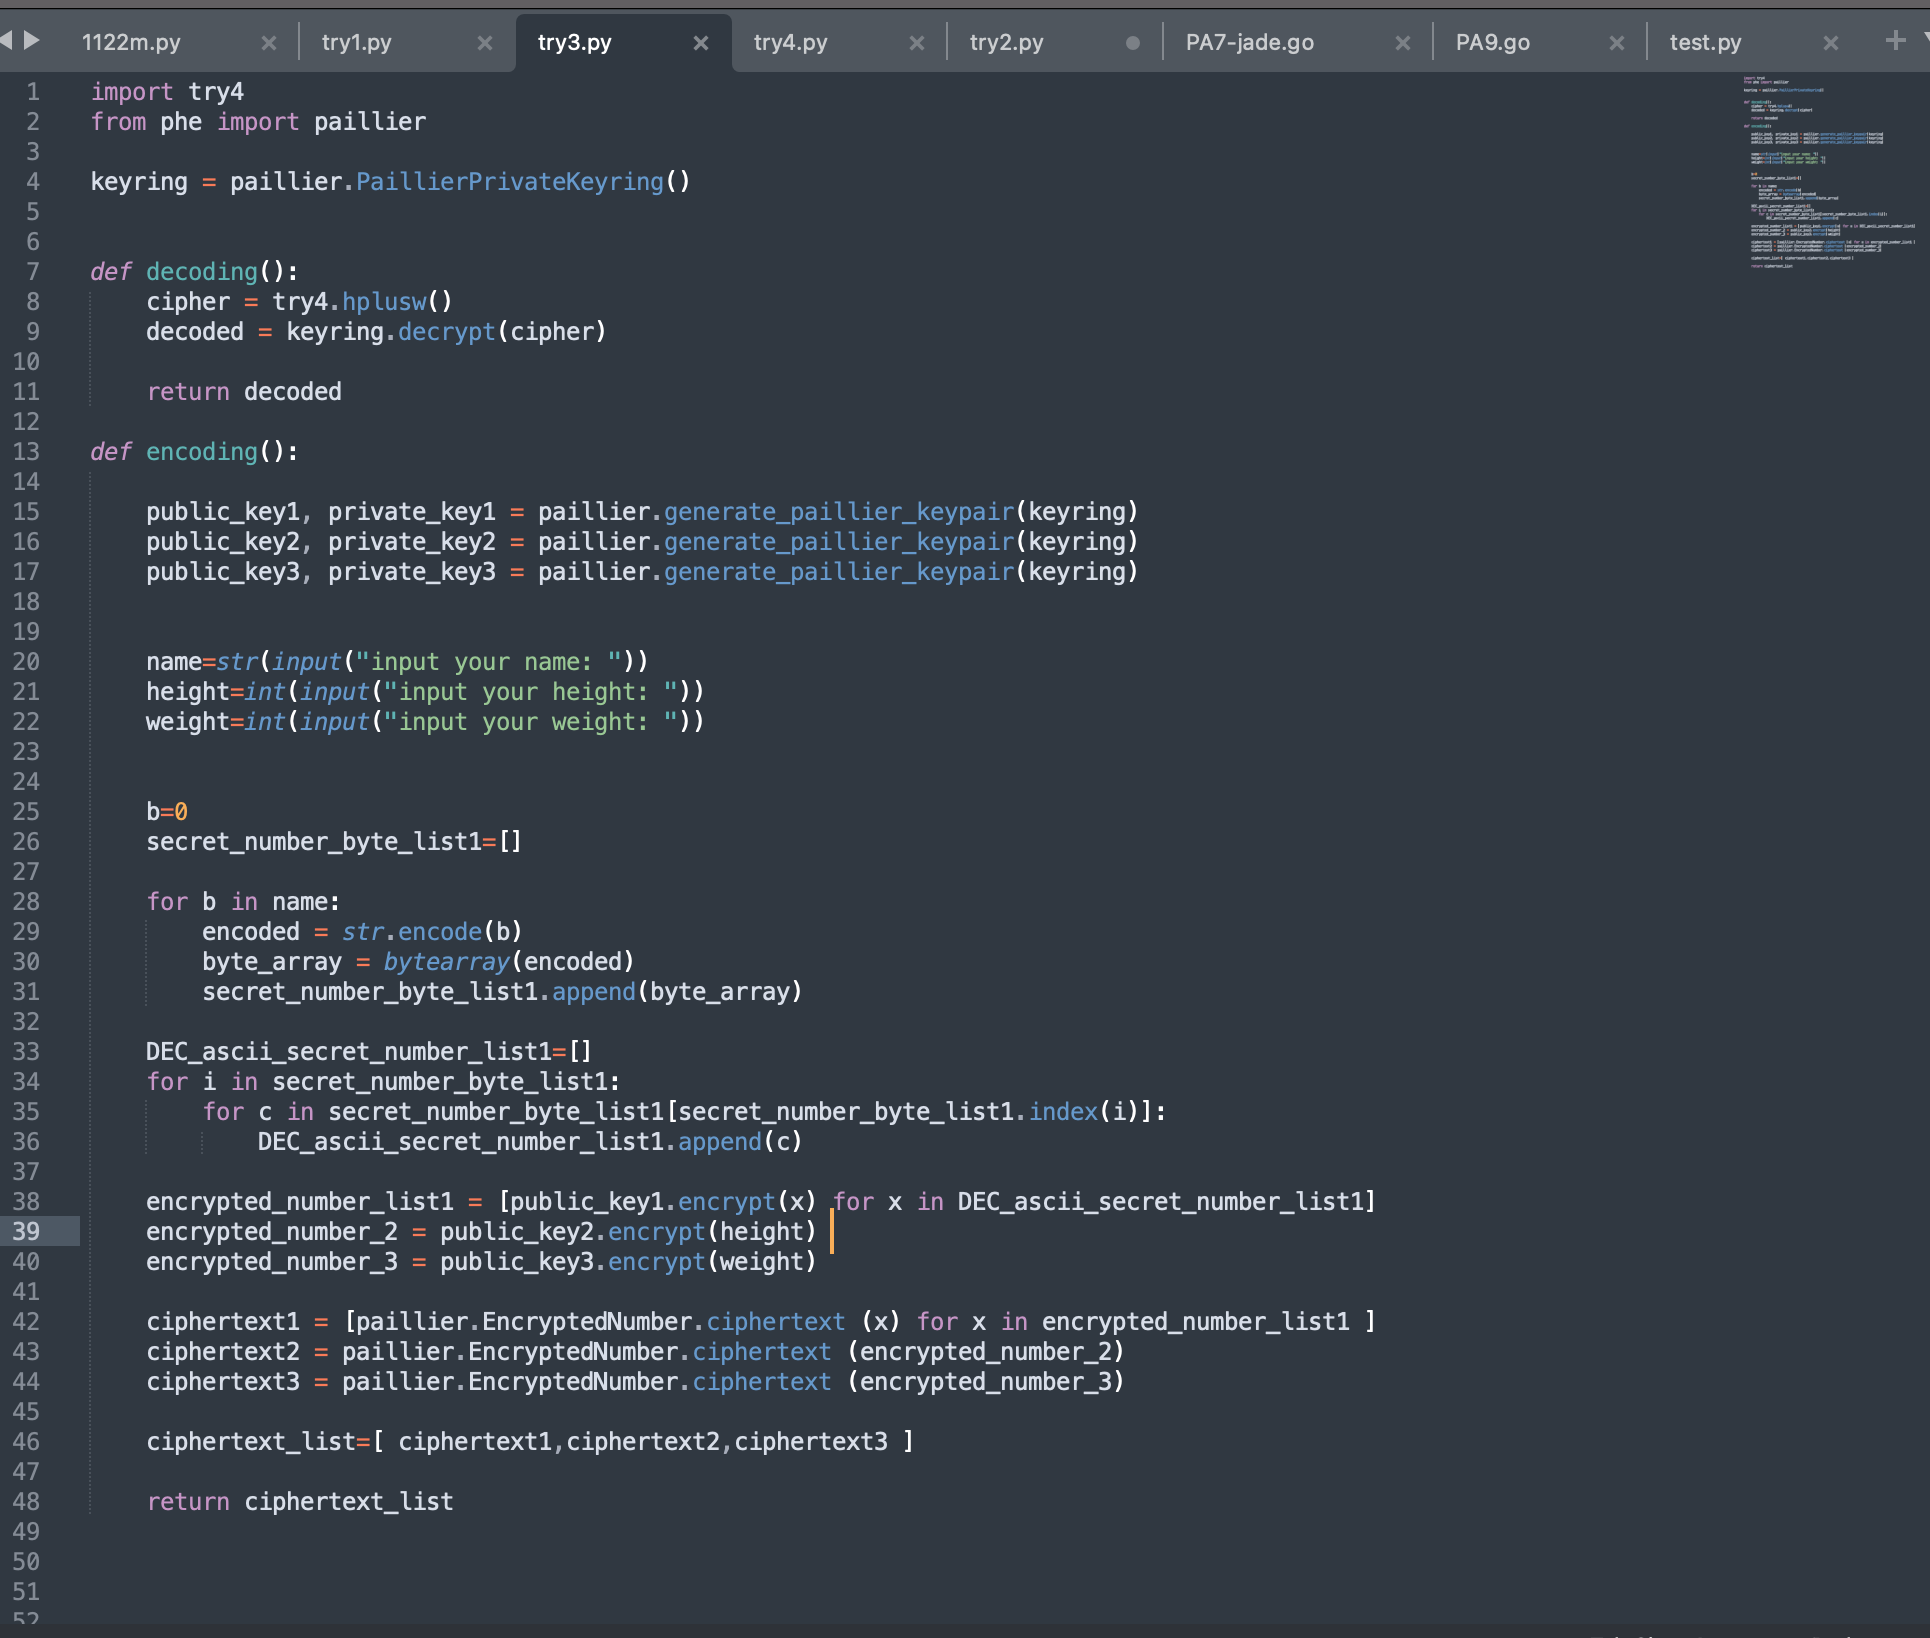 1122m.py try1.py try3.py try4.py try2.py PA7-jade.go PA9.go test.py
1 import try4
2 from phe import paillier
3
4 keyring = paillier.PaillierPrivateKeyring()
5
6
7 def decoding():
8     cipher = try4.hplusw()
9     decoded = keyring.decrypt(cipher)
10
11     return decoded
12
13 def encoding():
14
15     public_key1, private_key1 = paillier.generate_paillier_keypair(keyring)
16     public_key2, private_key2 = paillier.generate_paillier_keypair(keyring)
17     public_key3, private_key3 = paillier.generate_paillier_keypair(keyring)
18
19
20     name=str(input("input your name: "))
21     height=int(input("input your height: "))
22     weight=int(input("input your weight: "))
23
24
25     b=0
26     secret_number_byte_list1=[]
27
28     for b in name:
29         encoded = str.encode(b)
30         byte_array = bytearray(encoded)
31         secret_number_byte_list1.append(byte_array)
32
33     DEC_ascii_secret_number_list1=[]
34     for i in secret_number_byte_list1:
35         for c in secret_number_byte_list1[secret_number_byte_list1.index(i)]:
36             DEC_ascii_secret_number_list1.append(c)
37
38     encrypted_number_list1 = [public_key1.encrypt(x) for x in DEC_ascii_secret_number_list1]
39     encrypted_number_2 = public_key2.encrypt(height)
40     encrypted_number_3 = public_key3.encrypt(weight)
41
42     ciphertext1 = [paillier.EncryptedNumber.ciphertext (x) for x in encrypted_number_list1 ]
43     ciphertext2 = paillier.EncryptedNumber.ciphertext (encrypted_number_2)
44     ciphertext3 = paillier.EncryptedNumber.ciphertext (encrypted_number_3)
45
46     ciphertext_list=[ ciphertext1,ciphertext2,ciphertext3 ]
47
48     return ciphertext_list
49
50
51
52